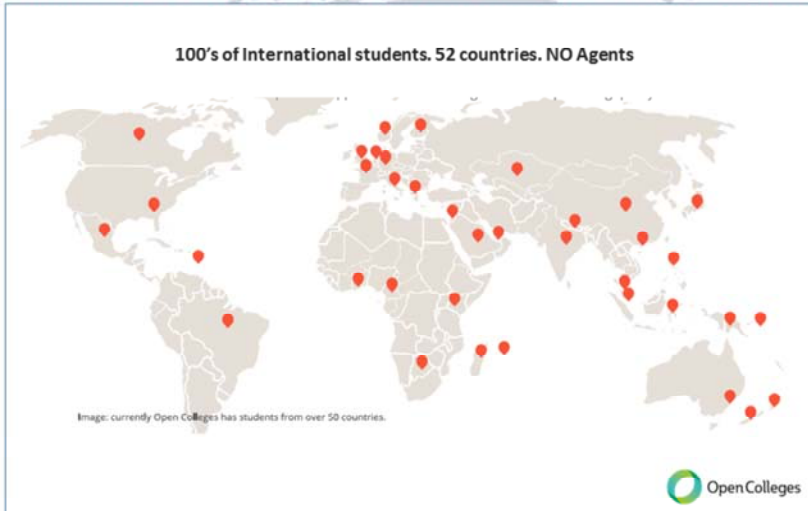 100's of International students. 52 countries. NO Agents
Image: currently Open Colleges has students from over 50 countries.
Open Colleges